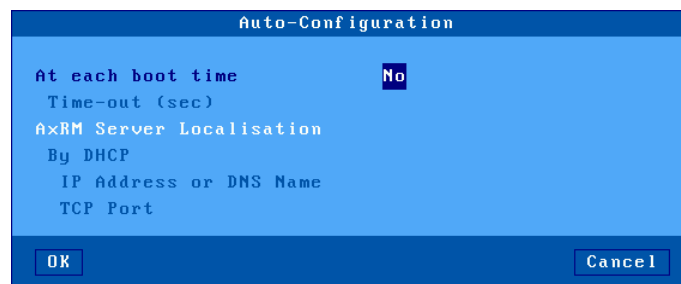 Auto-Configuration
At each boot time No
Time-out (sec)
AxRM Server Localisation
By DHCP
IP Address or DNS Name
TCP Port
OK Cancel